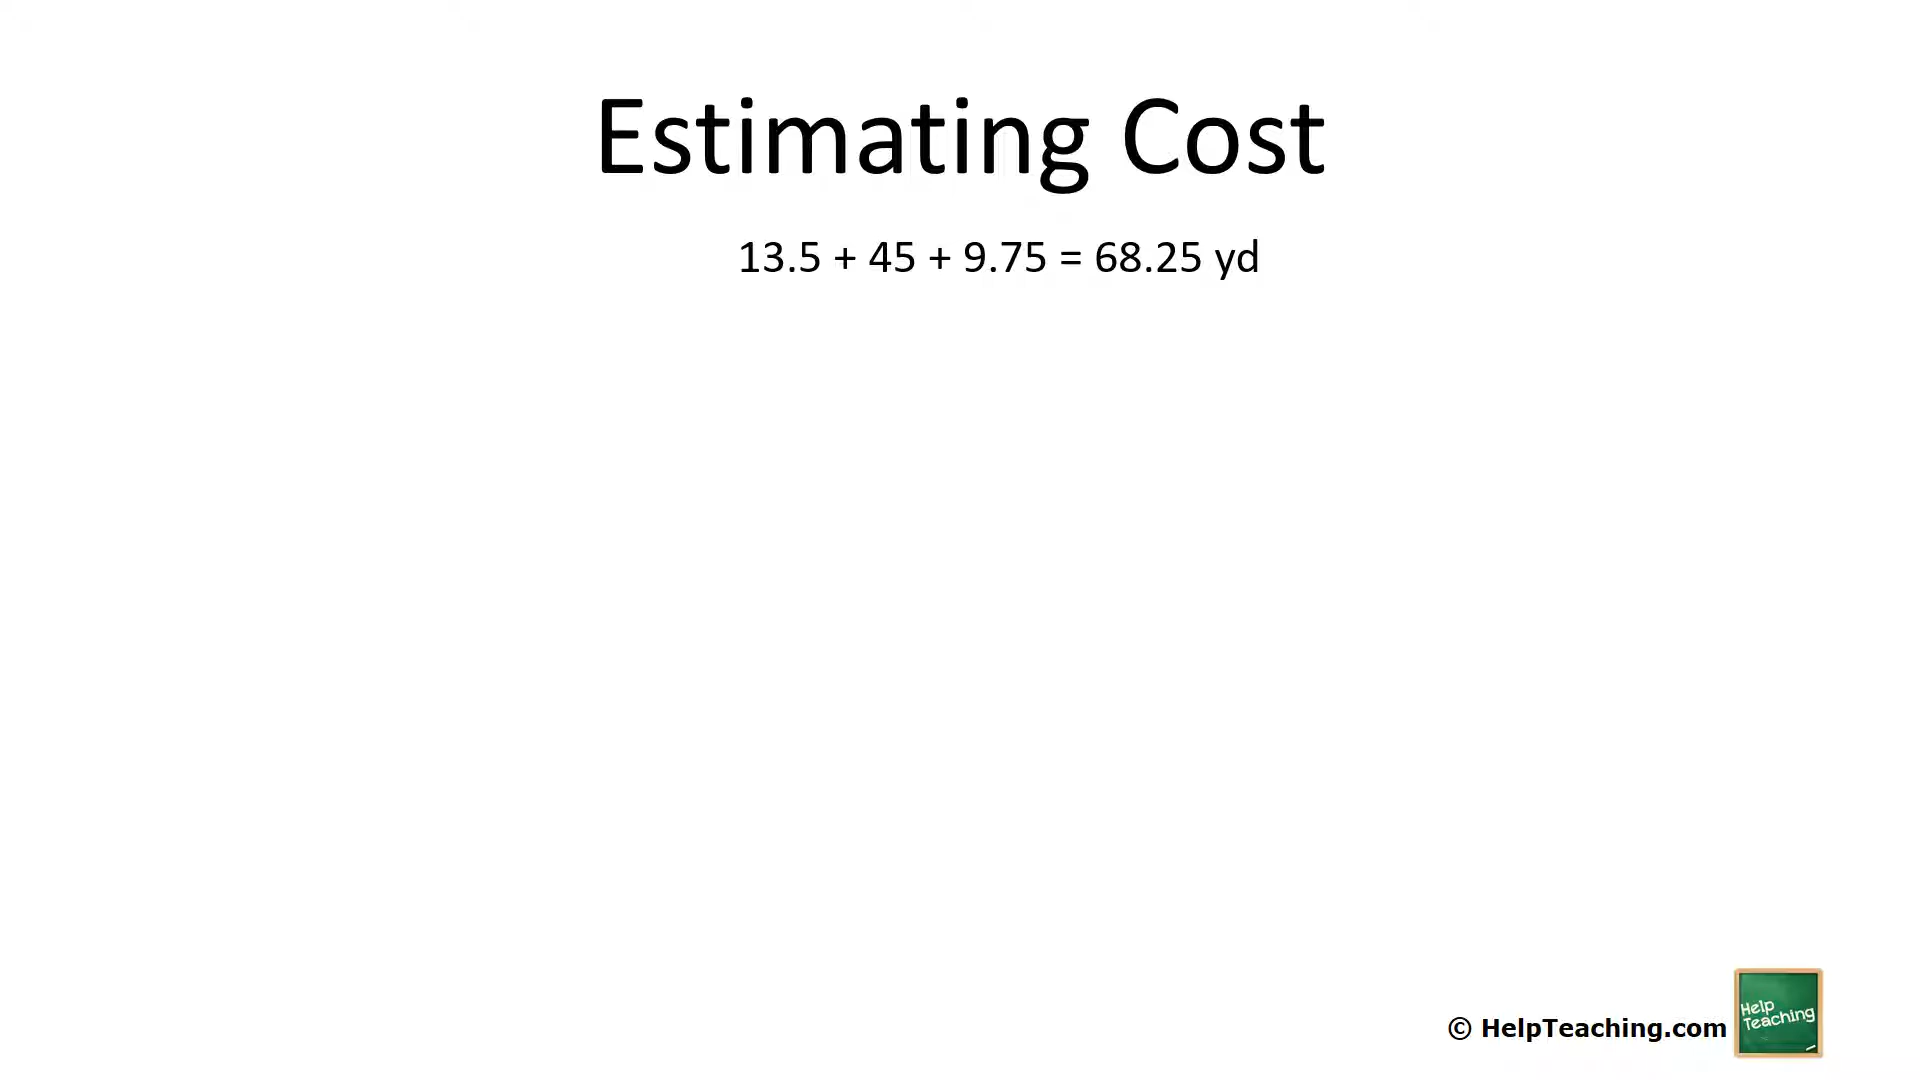 Estimating Cost
13.5 + 45 + 9.75 = 68.25 yd
© HelpTeaching.com
Help
Teaching